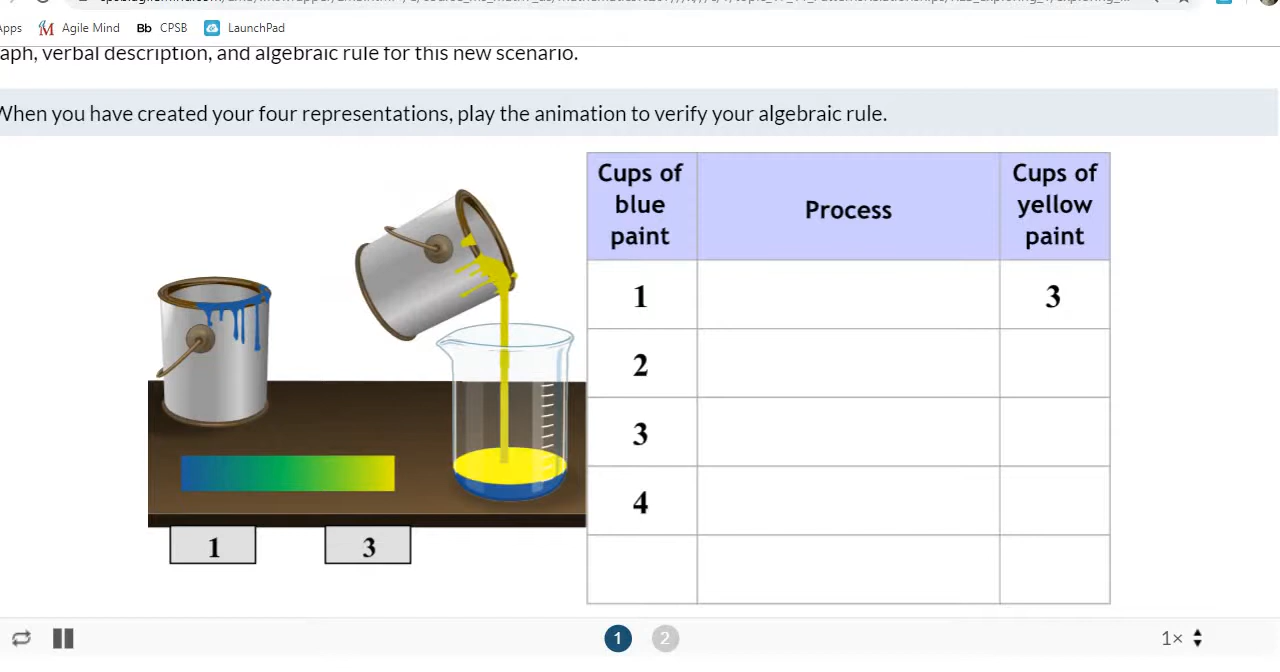 Apps M Agile Mind Bb CPSB LaunchPad
aph, verbal description, and algebraic rule for this new scenario.
When you have created your four representations, play the animation to verify your algebraic rule.
Cups of blue paint Process Cups of yellow paint
1 3
2
3
4
1 3
1 2 1×